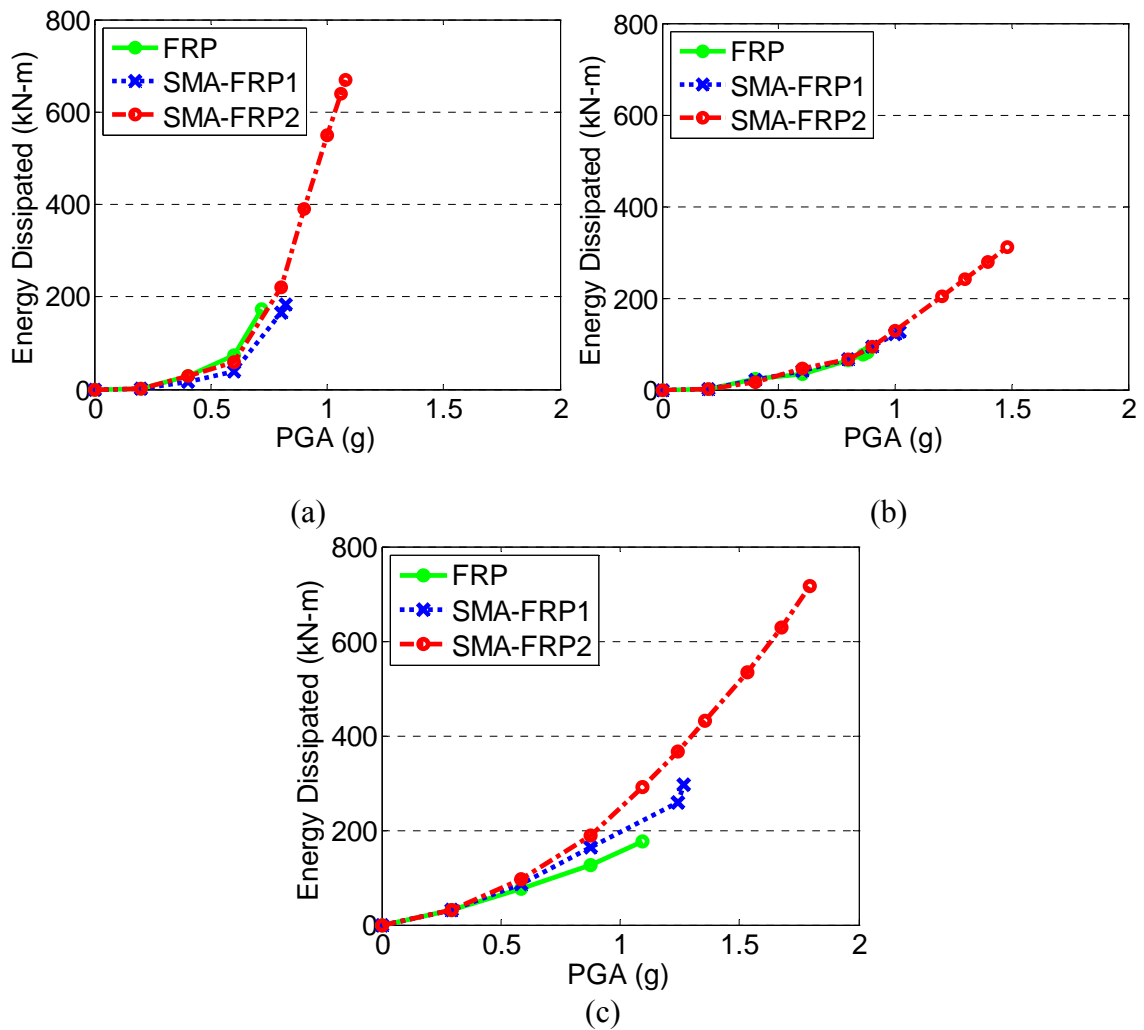 800
600
400
200
0
Energy Dissipated (kN-m)
FRP
SMA-FRP1
SMA-FRP2
0 0.5 1 1.5 2
PGA (g)
(a)
800
600
400
200
0
Energy Dissipated (kN-m)
FRP
SMA-FRP1
SMA-FRP2
0 0.5 1 1.5 2
PGA (g)
(b)
800
600
400
200
0
Energy Dissipated (kN-m)
FRP
SMA-FRP1
SMA-FRP2
0 0.5 1 1.5 2
PGA (g)
(c)